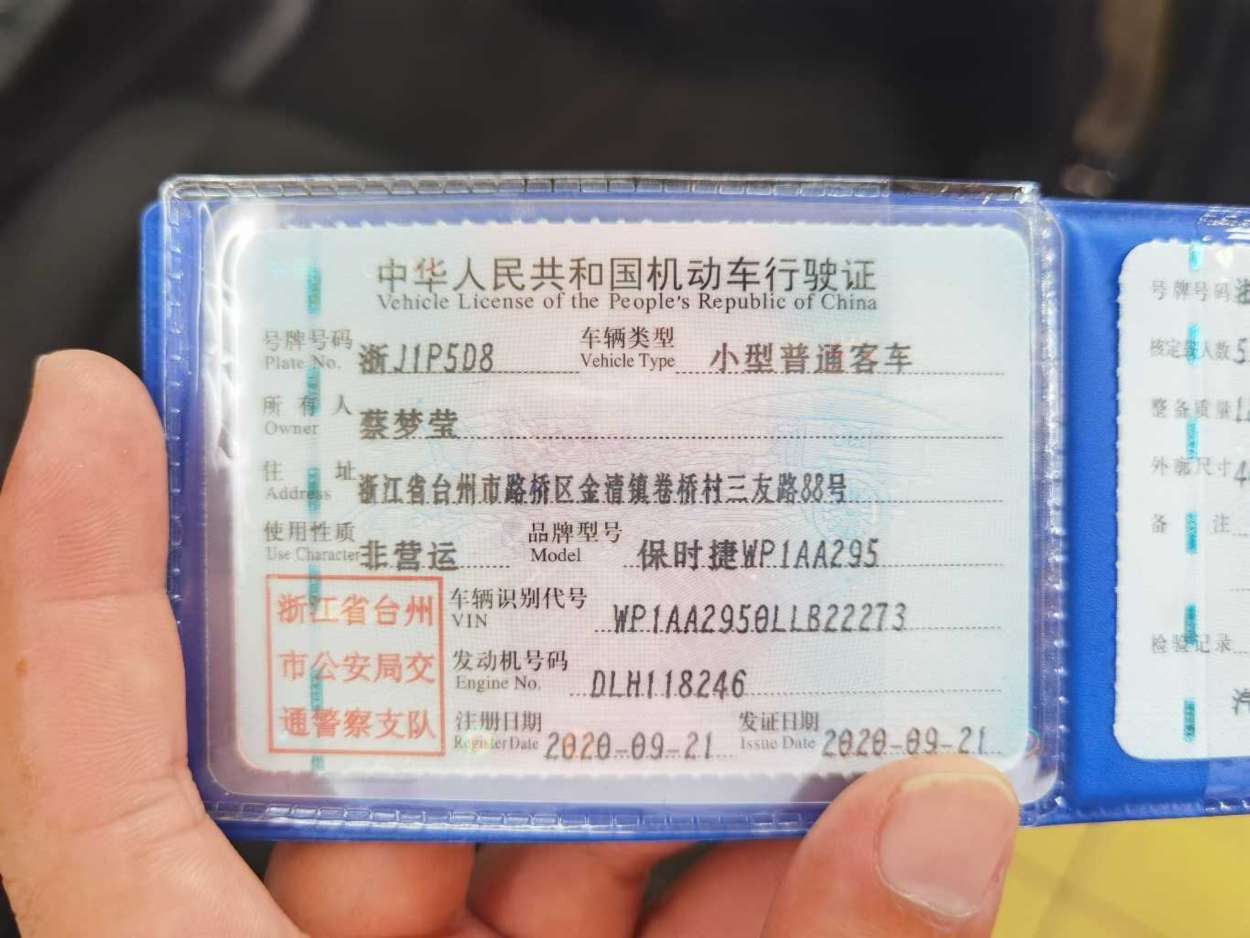 中华人民共和国机动车行驶证
Vehicle License of the People's Republic of China
号牌号码 浙J1P5D8 车辆类型 小型普通客车
Plate No. Vehicle Type
所有人 蔡梦莹
Owner
住址 浙江省台州市路桥区金清镇卷桥村三友路88号
Address
使用性质 非营运 品牌型号 保时捷WP1AA295
Use Character Model
浙江省台州
市公安局交
通警察支队
车辆识别代号 WP1AA2950LLB22273
VIN
发动机号码 DLH118246
Engine No.
注册日期 2020-09-21 发证日期 2020-09-21
Register Date Issue Date
号牌号码 浙
核定载人数 5
整备质量 1
外廓尺寸 4
备注
检验记录